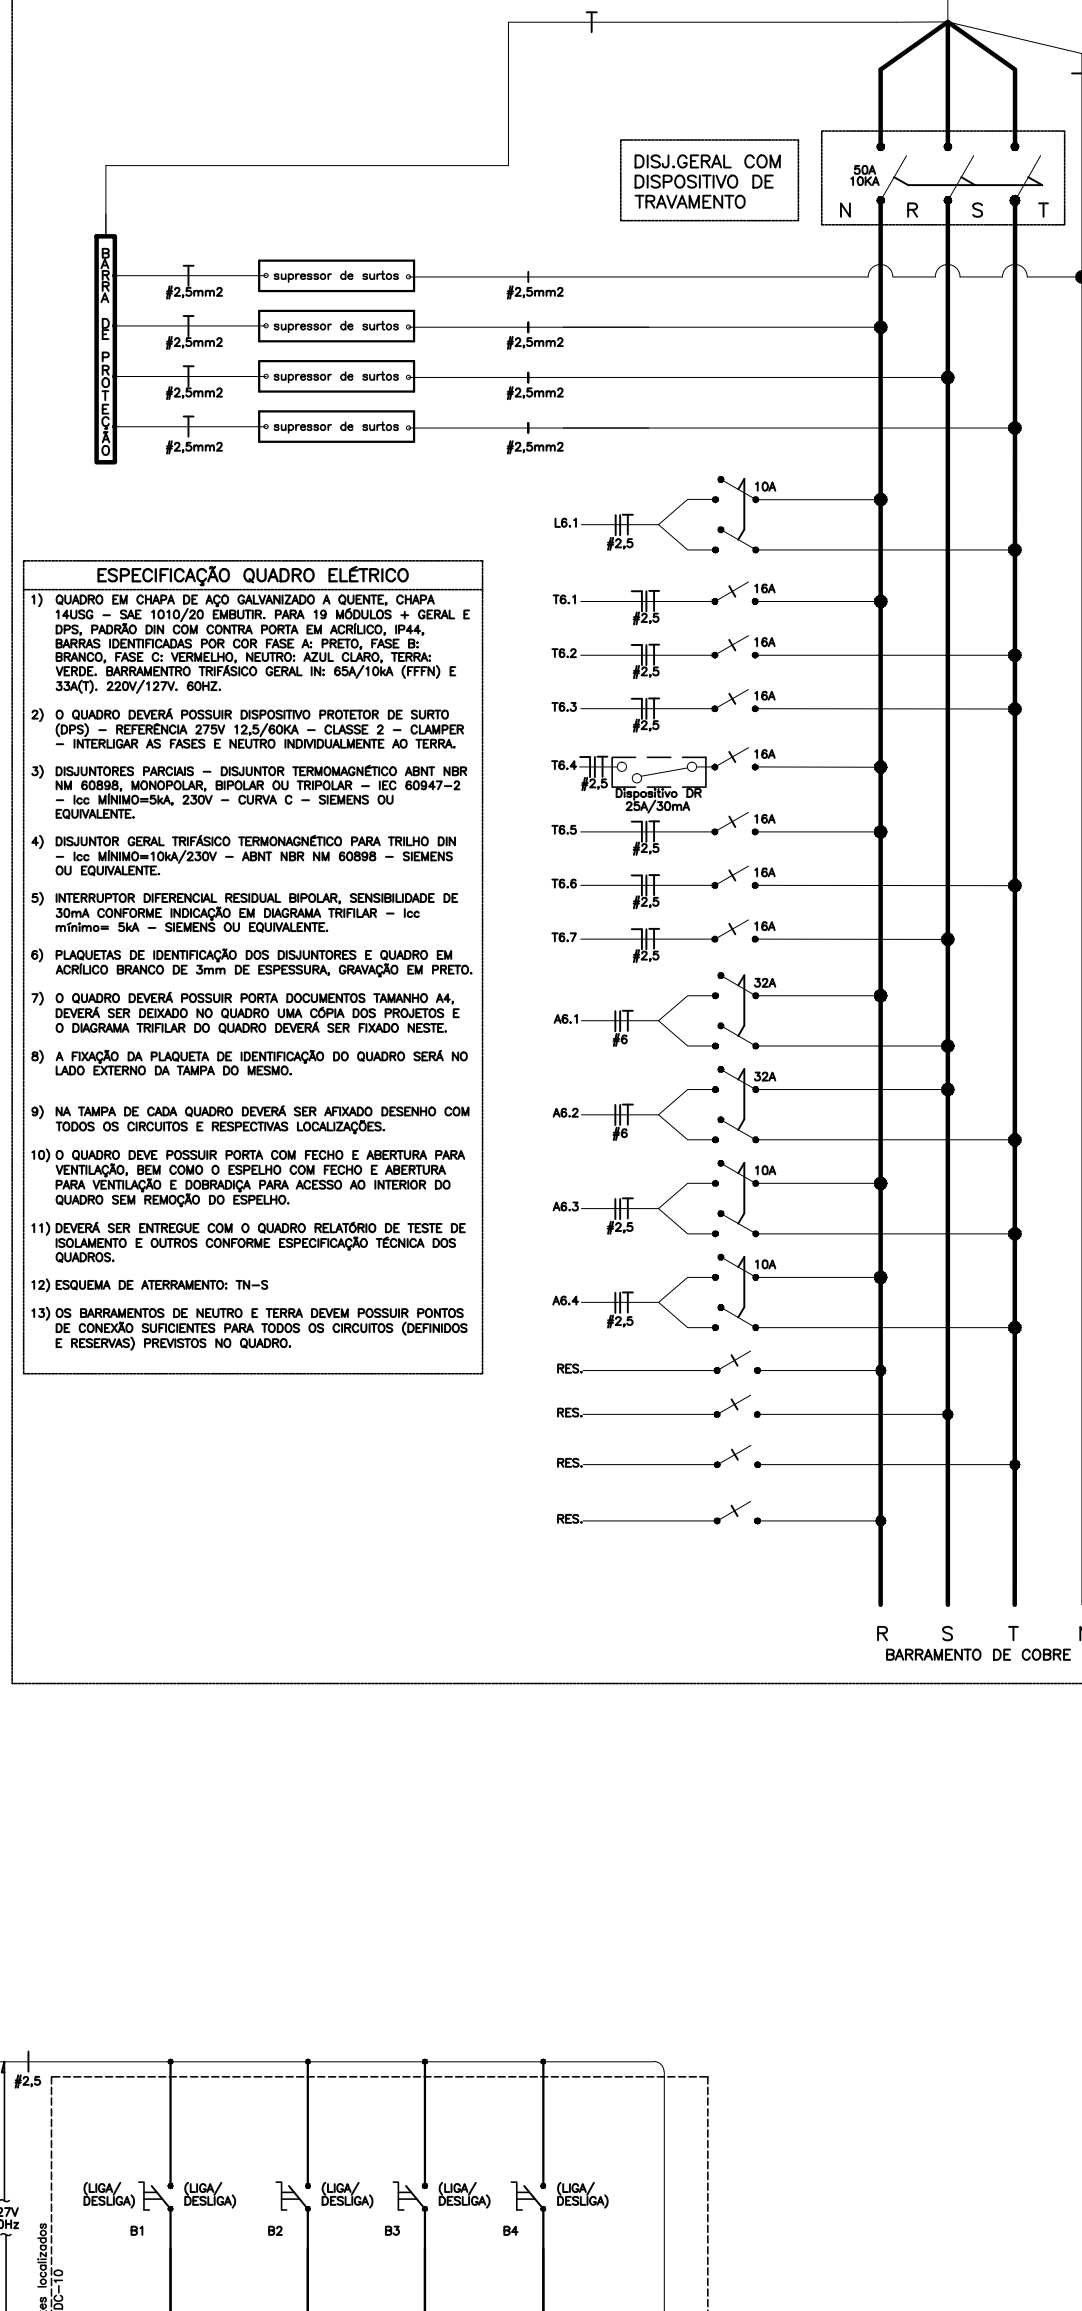 DISJ.GERAL COM
DISPOSITIVO DE
TRAVAMENTO
50A
10KA
N R S T
BARRA DE PROTEÇÃO
#2,5mm2
supressor de surtos
#2,5mm2
#2,5mm2
supressor de surtos
#2,5mm2
#2,5mm2
supressor de surtos
#2,5mm2
#2,5mm2
supressor de surtos
#2,5mm2
L6.1
#2,5
10A
T6.1
#2,5
16A
T6.2
#2,5
16A
T6.3
#2,5
16A
T6.4
#2,5
Dispositivo DR
25A/30mA
16A
T6.5
#2,5
16A
T6.6
#2,5
16A
T6.7
#2,5
16A
A6.1
#6
32A
A6.2
#6
32A
A6.3
#2,5
10A
A6.4
#2,5
10A
RES.
RES.
RES.
RES.
R S T
BARRAMENTO DE COBRE
ESPECIFICAÇÃO QUADRO ELÉTRICO
1) QUADRO EM CHAPA DE AÇO GALVANIZADO A QUENTE, CHAPA
14USG – SAE 1010/20 EMBUTIR. PARA 19 MÓDULOS + GERAL E
DPS, PADRÃO DIN COM CONTRA PORTA EM ACRÍLICO, IP44,
BARRAS IDENTIFICADAS POR COR FASE A: PRETO, FASE B:
BRANCO, FASE C: VERMELHO, NEUTRO: AZUL CLARO, TERRA:
VERDE. BARRAMENTRO TRIFÁSICO GERAL IN: 65A/10kA (FFFN) E
33A(T). 220V/127V. 60HZ.
2) O QUADRO DEVERÁ POSSUIR DISPOSITIVO PROTETOR DE SURTO
(DPS) – REFERÊNCIA 275V 12,5/60KA – CLASSE 2 – CLAMPER
– INTERLIGAR AS FASES E NEUTRO INDIVIDUALMENTE AO TERRA.
3) DISJUNTORES PARCIAIS – DISJUNTOR TERMOMAGNÉTICO ABNT NBR
NM 60898, MONOPOLAR, BIPOLAR OU TRIPOLAR – IEC 60947-2
– Icc MÍNIMO=5kA, 230V – CURVA C – SIEMENS OU
EQUIVALENTE.
4) DISJUNTOR GERAL TRIFÁSICO TERMONAGNÉTICO PARA TRILHO DIN
– Icc MÍNIMO=10kA/230V – ABNT NBR NM 60898 – SIEMENS
OU EQUIVALENTE.
5) INTERRUPTOR DIFERENCIAL RESIDUAL BIPOLAR, SENSIBILIDADE DE
30mA CONFORME INDICAÇÃO EM DIAGRAMA TRIFILAR – Icc
mínimo= 5kA – SIEMENS OU EQUIVALENTE.
6) PLAQUETAS DE IDENTIFICAÇÃO DOS DISJUNTORES E QUADRO EM
ACRÍLICO BRANCO DE 3mm DE ESPESSURA, GRAVAÇÃO EM PRETO.
7) O QUADRO DEVERÁ POSSUIR PORTA DOCUMENTOS TAMANHO A4,
DEVERÁ SER DEIXADO NO QUADRO UMA CÓPIA DOS PROJETOS E
O DIAGRAMA TRIFILAR DO QUADRO DEVERÁ SER FIXADO NESTE.
8) A FIXAÇÃO DA PLAQUETA DE IDENTIFICAÇÃO DO QUADRO SERÁ NO
LADO EXTERNO DA TAMPA DO MESMO.
9) NA TAMPA DE CADA QUADRO DEVERÁ SER AFIXADO DESENHO COM
TODOS OS CIRCUITOS E RESPECTIVAS LOCALIZAÇÕES.
10) O QUADRO DEVE POSSUIR PORTA COM FECHO E ABERTURA PARA
VENTILAÇÃO, BEM COMO O ESPELHO COM FECHO E ABERTURA
PARA VENTILAÇÃO E DOBRADIÇA PARA ACESSO AO INTERIOR DO
QUADRO SEM REMOÇÃO DO ESPELHO.
11) DEVERÁ SER ENTREGUE COM O QUADRO RELATÓRIO DE TESTE DE
ISOLAMENTO E OUTROS CONFORME ESPECIFICAÇÃO TÉCNICA DOS
QUADROS.
12) ESQUEMA DE ATERRAMENTO: TN-S
13) OS BARRAMENTOS DE NEUTRO E TERRA DEVEM POSSUIR PONTOS
DE CONEXÃO SUFICIENTES PARA TODOS OS CIRCUITOS (DEFINIDOS
E RESERVAS) PREVISTOS NO QUADRO.
#2,5
(LIGA/
DESLIGA)
(LIGA/
DESLIGA)
(LIGA/
DESLIGA)
(LIGA/
DESLIGA)
(LIGA/
DESLIGA)
B1
B2
B3
B4
27V
0Hz
localizados
DC-10